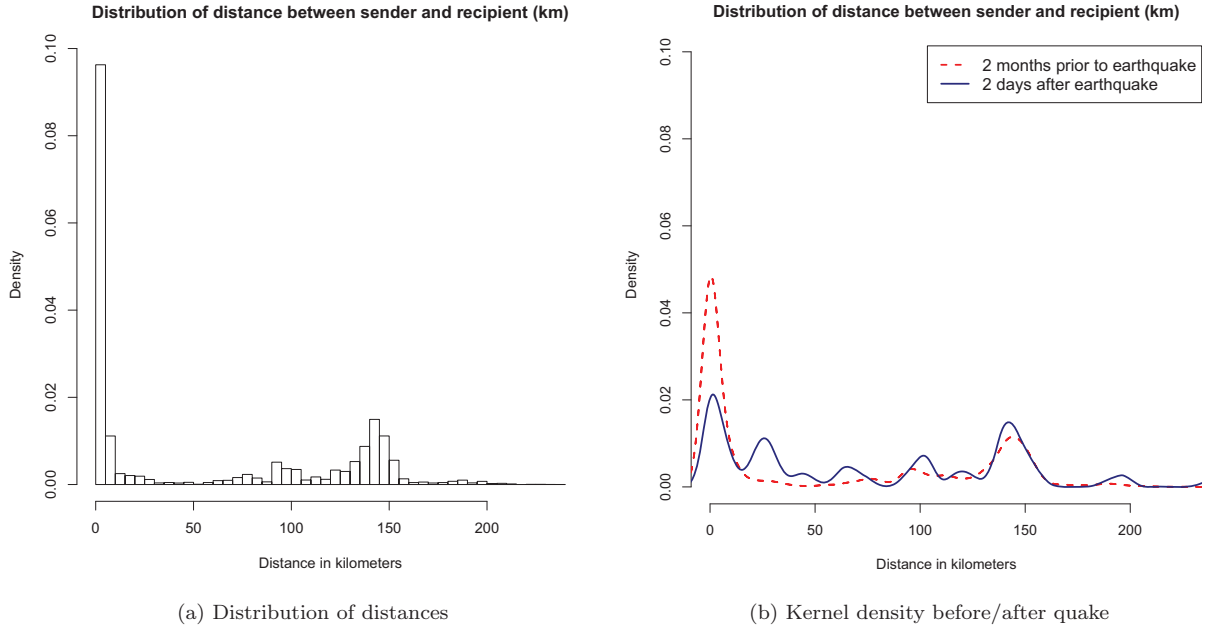 Distribution of distance between sender and recipient (km)
0.10
0.08
0.06
0.04
0.02
0.00
Density
0 50 100 150 200
Distance in kilometers
(a) Distribution of distances
Distribution of distance between sender and recipient (km)
2 months prior to earthquake
2 days after earthquake
0.10
0.08
0.06
0.04
0.02
0.00
Density
0 50 100 150 200
Distance in kilometers
(b) Kernel density before/after quake